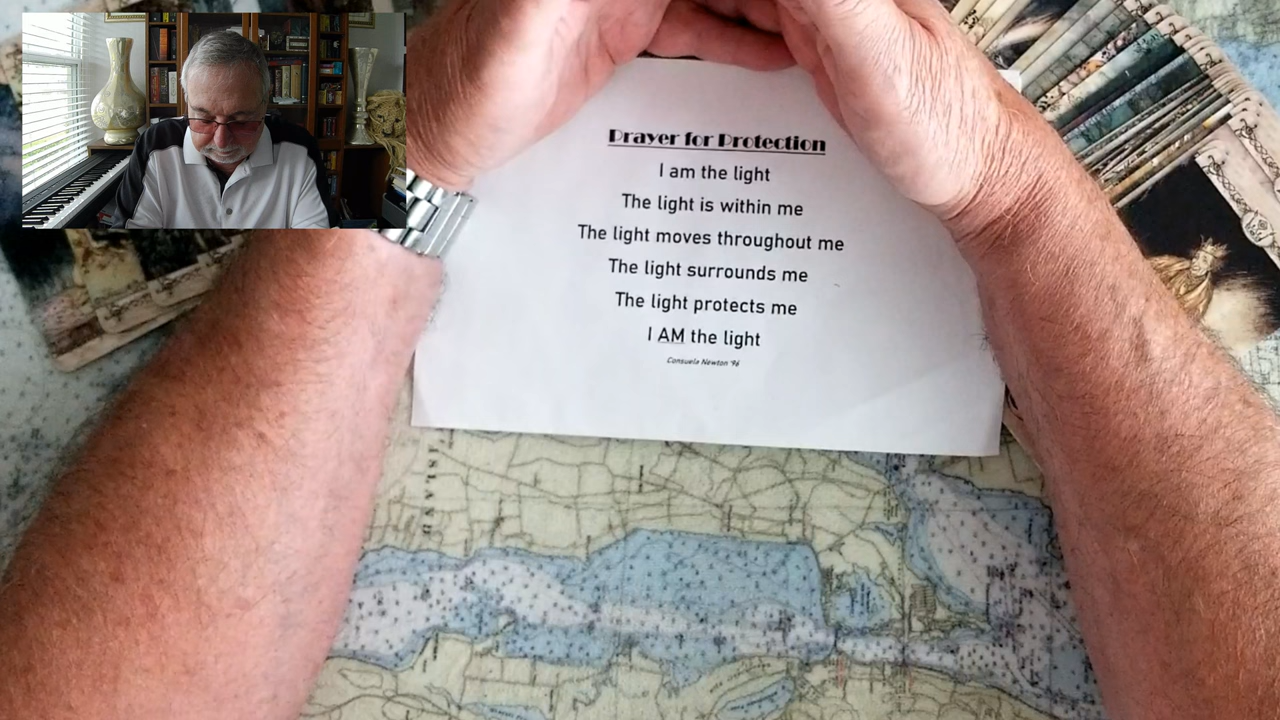 Prayer for Protection
I am the light
The light is within me
The light moves throughout me
The light surrounds me
The light protects me
I AM the light
Consuela Newton '96
ISLAND